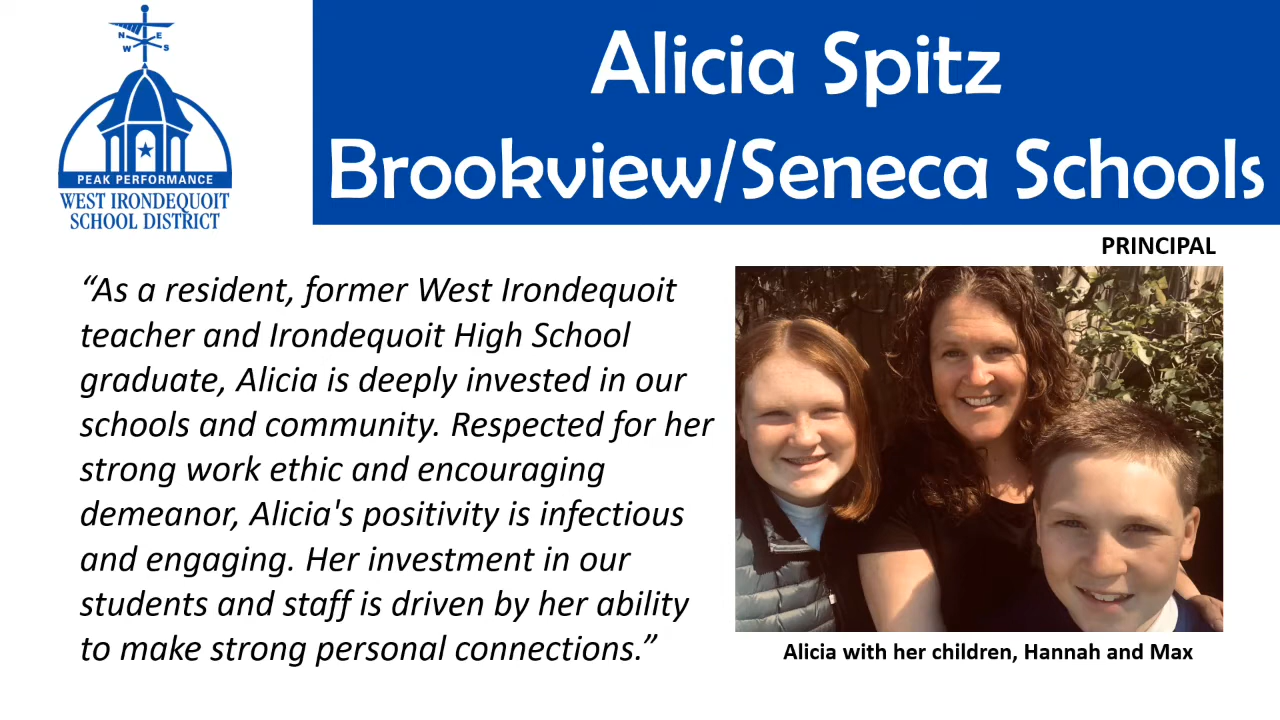 N E
W S
PEAK PERFORMANCE
WEST IRONDEQUOIT
SCHOOL DISTRICT
Alicia Spitz
Brookview/Seneca Schools
PRINCIPAL
“As a resident, former West Irondequoit
teacher and Irondequoit High School
graduate, Alicia is deeply invested in our
schools and community. Respected for her
strong work ethic and encouraging
demeanor, Alicia's positivity is infectious
and engaging. Her investment in our
students and staff is driven by her ability
to make strong personal connections.”
Alicia with her children, Hannah and Max